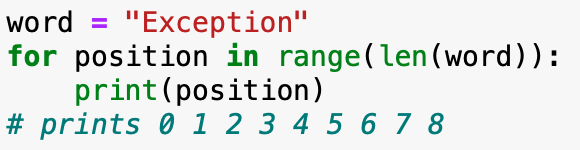 word = "Exception"
for position in range(len(word)):
    print(position)
# prints 0 1 2 3 4 5 6 7 8